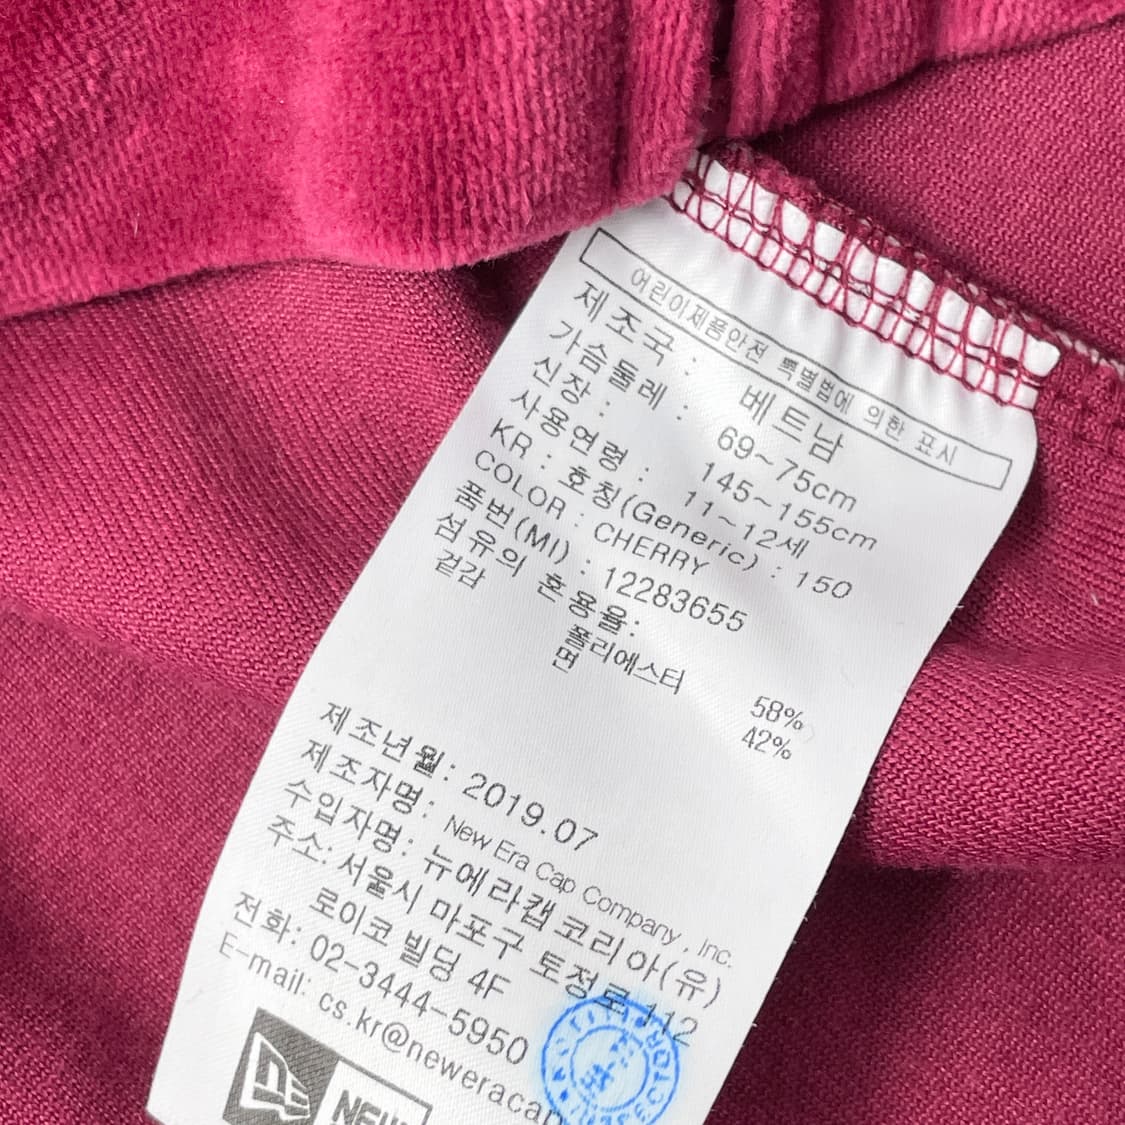 어린이제품안전 특별법에 의한 표시
제조국 : 베트남
가슴둘레 : 69~75cm
신장 : 145~155cm
사용연령 : 11~12세
KR : 호칭(Generic) : 150
COLOR : CHERRY
품번(MI) : 12283655
섬유의 혼용율:
겉감 폴리에스터 58%
면 42%
제조년월: 2019.07
제조자명: New Era Cap Company, Inc.
수입자명: 뉴에라캡코리아(유)
주소: 서울시 마포구 토정로 112
로이코 빌딩 4F
전화: 02-3444-5950
E-mail: cs.kr@neweracap
NEW